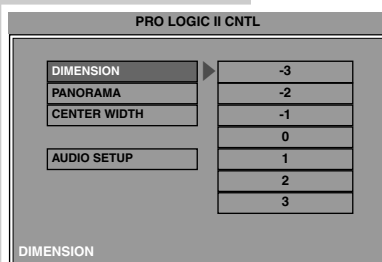 PRO LOGIC II CNTL
DIMENSION
PANORAMA
CENTER WIDTH
AUDIO SETUP
-3
-2
-1
0
1
2
3
DIMENSION